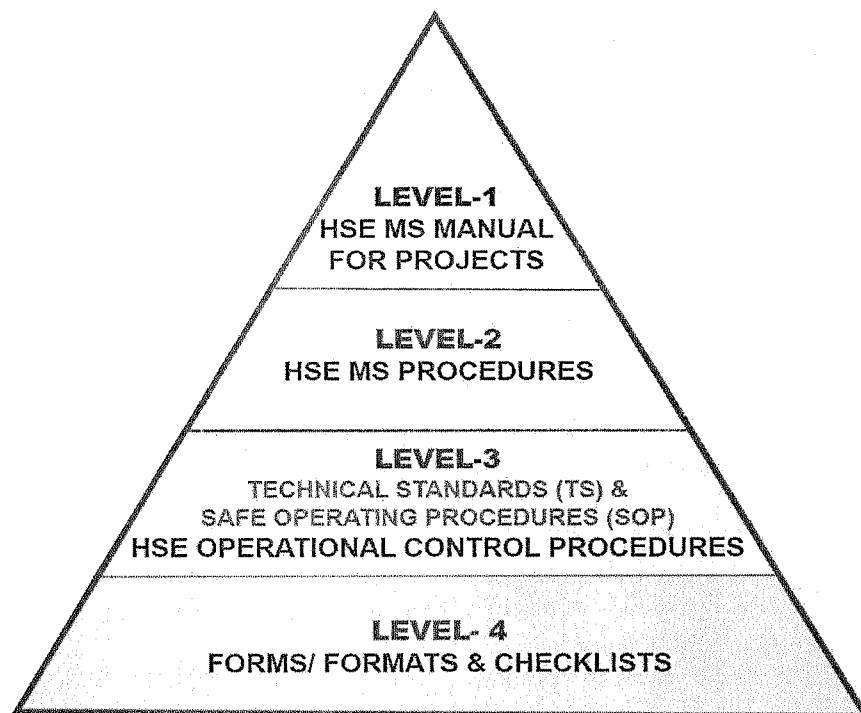 LEVEL-1
HSE MS MANUAL
FOR PROJECTS
LEVEL-2
HSE MS PROCEDURES
LEVEL-3
TECHNICAL STANDARDS (TS) &
SAFE OPERATING PROCEDURES (SOP)
HSE OPERATIONAL CONTROL PROCEDURES
LEVEL- 4
FORMS/ FORMATS & CHECKLISTS